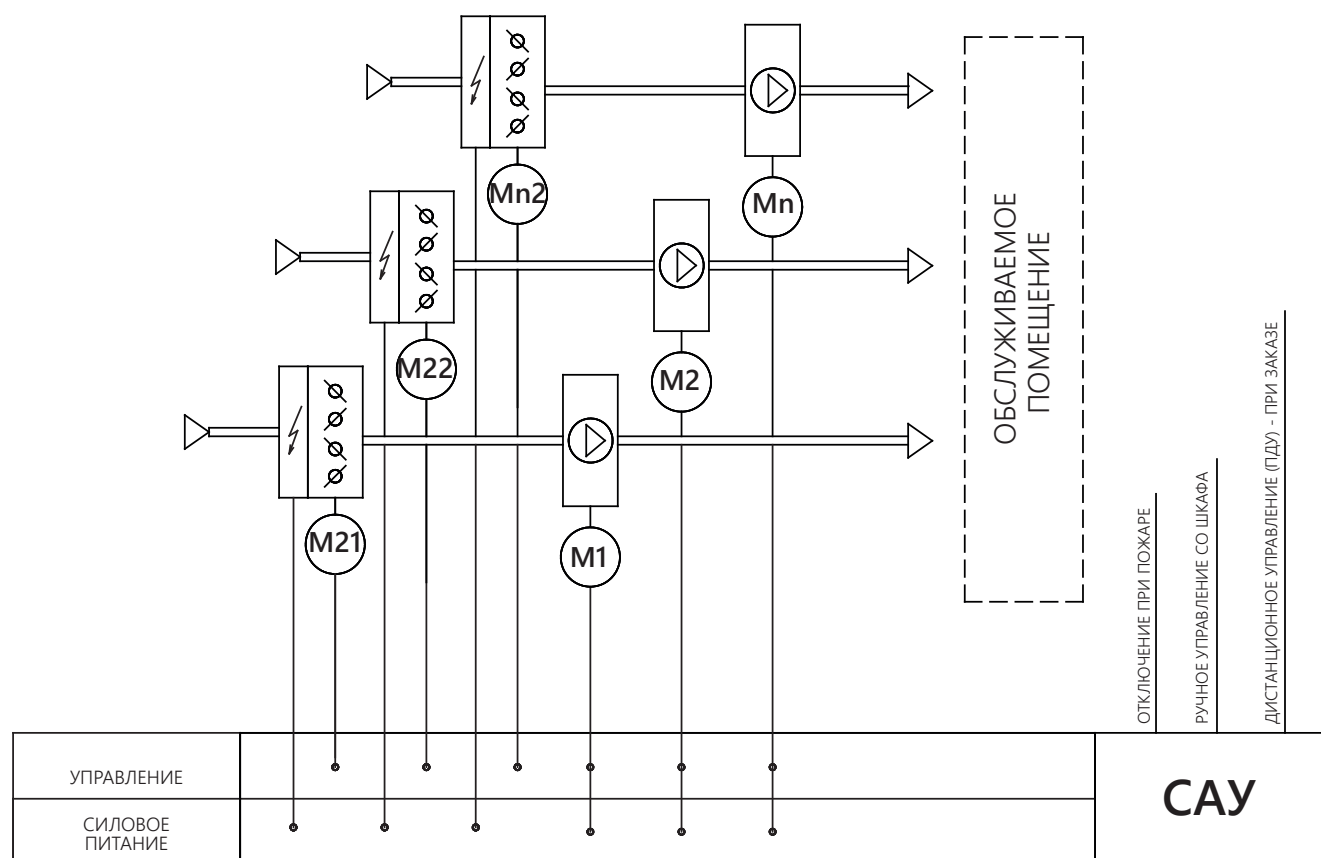 Mn2
Mn
M22
M2
M21
M1
ОБСЛУЖИВАЕМОЕ
ПОМЕЩЕНИЕ
ОТКЛЮЧЕНИЕ ПРИ ПОЖАРЕ
РУЧНОЕ УПРАВЛЕНИЕ СО ШКАФА
ДИСТАНЦИОННОЕ УПРАВЛЕНИЕ (ПДУ) - ПРИ ЗАКАЗЕ
УПРАВЛЕНИЕ
СИЛОВОЕ
ПИТАНИЕ
САУ